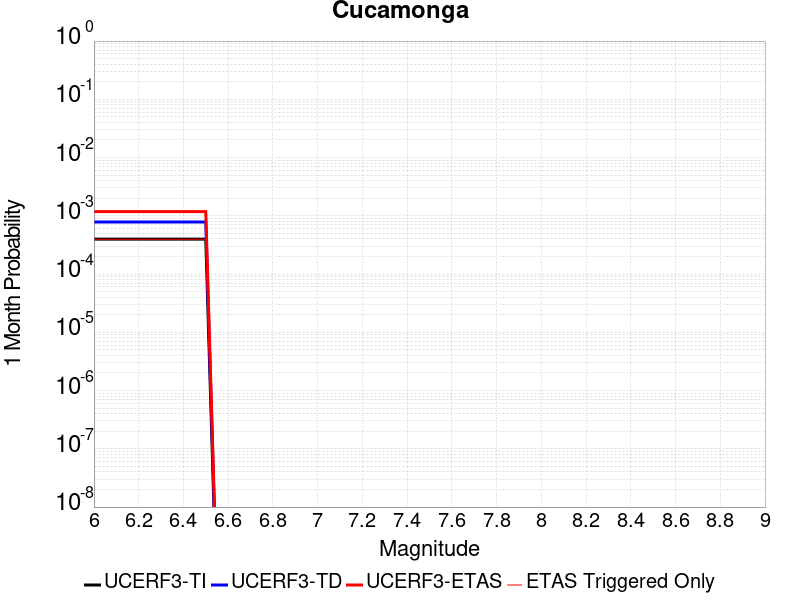 Cucamonga
1 Month Probability
10^0
10^-1
10^-2
10^-3
10^-4
10^-5
10^-6
10^-7
10^-8
6 6.2 6.4 6.6 6.8 7 7.2 7.4 7.6 7.8 8 8.2 8.4 8.6 8.8 9
Magnitude
UCERF3-TI UCERF3-TD UCERF3-ETAS ETAS Triggered Only